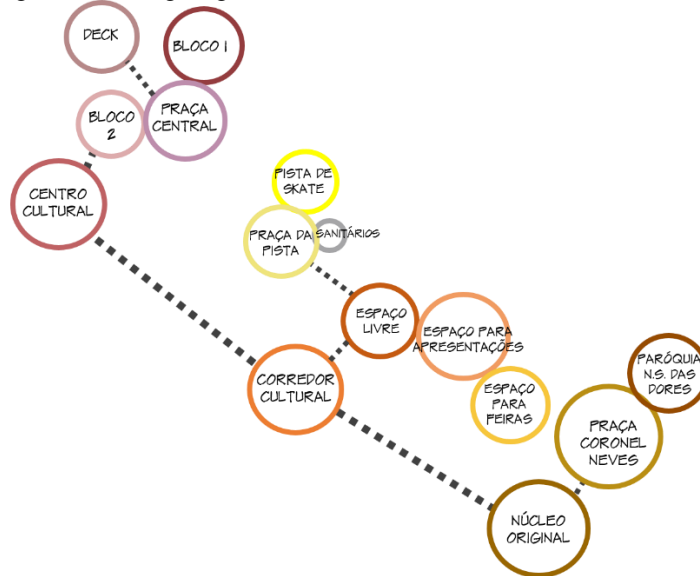 DECK
BLOCO 1
BLOCO
2
PRAÇA
CENTRAL
CENTRO
CULTURAL
PISTA DE
SKATE
PRAÇA DA
PISTA
SANITÁRIOS
ESPAÇO
LIVRE
ESPAÇO PARA
APRESENTAÇÕES
ESPAÇO
PARA
FEIRAS
CORREDOR
CULTURAL
PARÓQUIA
N.S. DAS
DORES
PRAÇA
CORONEL
NEVES
NÚCLEO
ORIGINAL